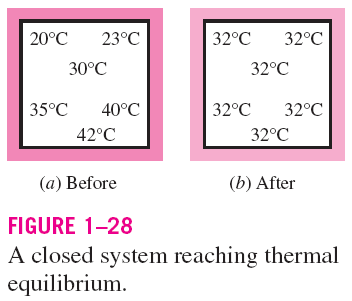 20°C 23°C
30°C
35°C 40°C
42°C
32°C 32°C
32°C
32°C 32°C
32°C
(a) Before
(b) After
FIGURE 1–28
A closed system reaching thermal
equilibrium.